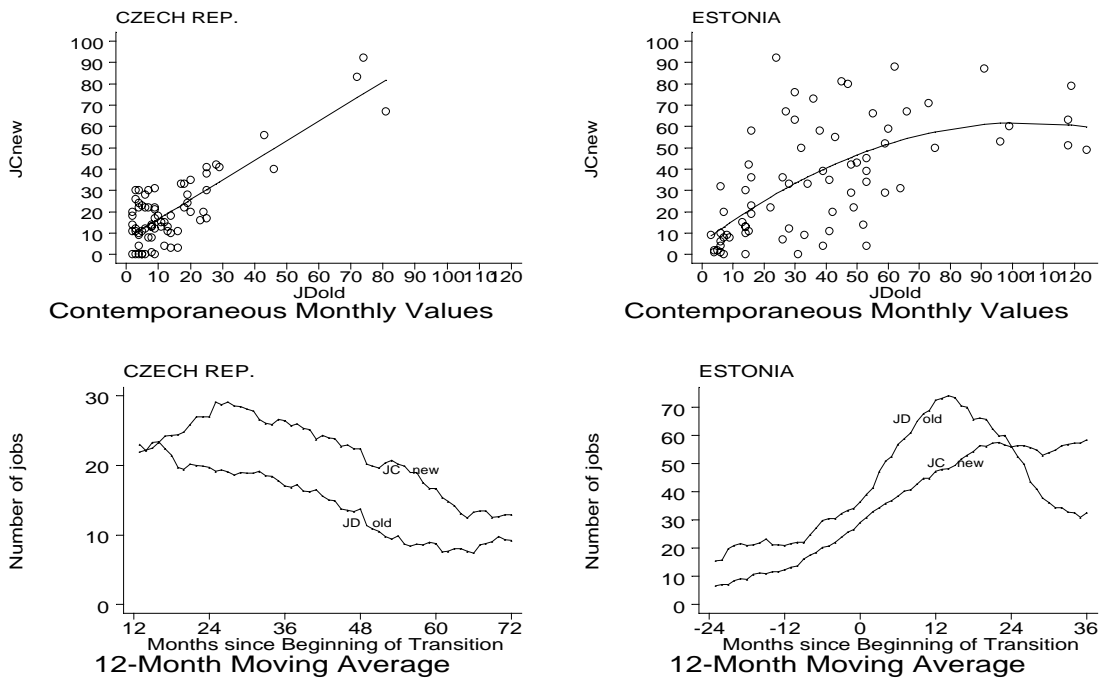 CZECH REP.
JCnew
100
90
80
70
60
50
40
30
20
10
0
0 10 20 30 40 50 60 70 80 90 100 110 120
JDold
Contemporaneous Monthly Values
ESTONIA
JCnew
100
90
80
70
60
50
40
30
20
10
0
0 10 20 30 40 50 60 70 80 90 100 110 120
JDold
Contemporaneous Monthly Values
CZECH REP.
Number of jobs
30
20
10
0
JC new
JD old
12 24 36 48 60 72
Months since Beginning of Transition
12-Month Moving Average
ESTONIA
Number of jobs
70
60
50
40
30
20
10
0
JD old
JC new
-24 -12 0 12 24 36
Months since Beginning of Transition
12-Month Moving Average